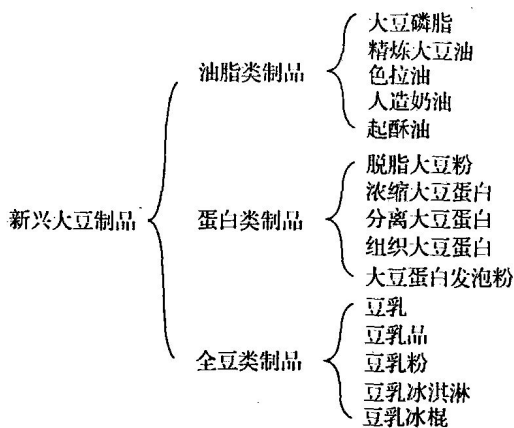 新兴大豆制品
油脂类制品
大豆磷脂
精炼大豆油
色拉油
人造奶油
起酥油
蛋白类制品
脱脂大豆粉
浓缩大豆蛋白
分离大豆蛋白
组织大豆蛋白
大豆蛋白发泡粉
全豆类制品
豆乳
豆乳品
豆乳粉
豆乳冰淇淋
豆乳冰棍